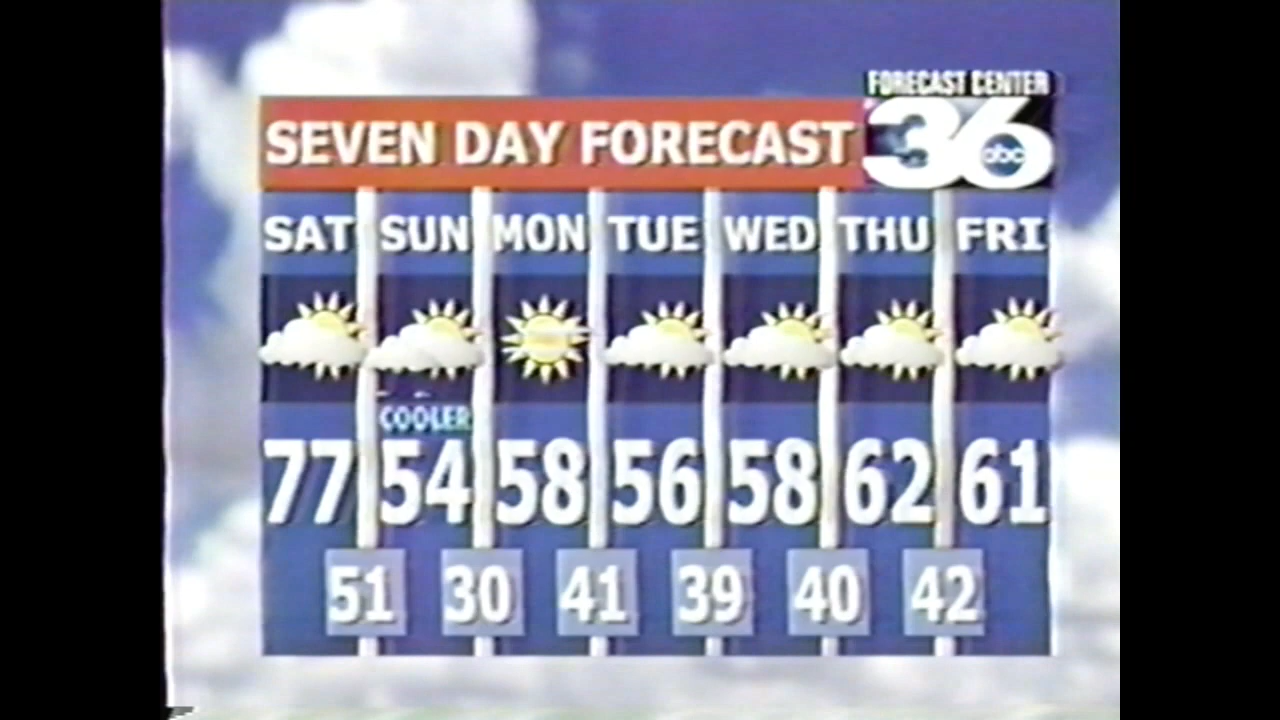 FORECAST CENTER
36
abc
SEVEN DAY FORECAST
SAT SUN MON TUE WED THU FRI
COOLER
77 54 58 56 58 62 61
51 30 41 39 40 42